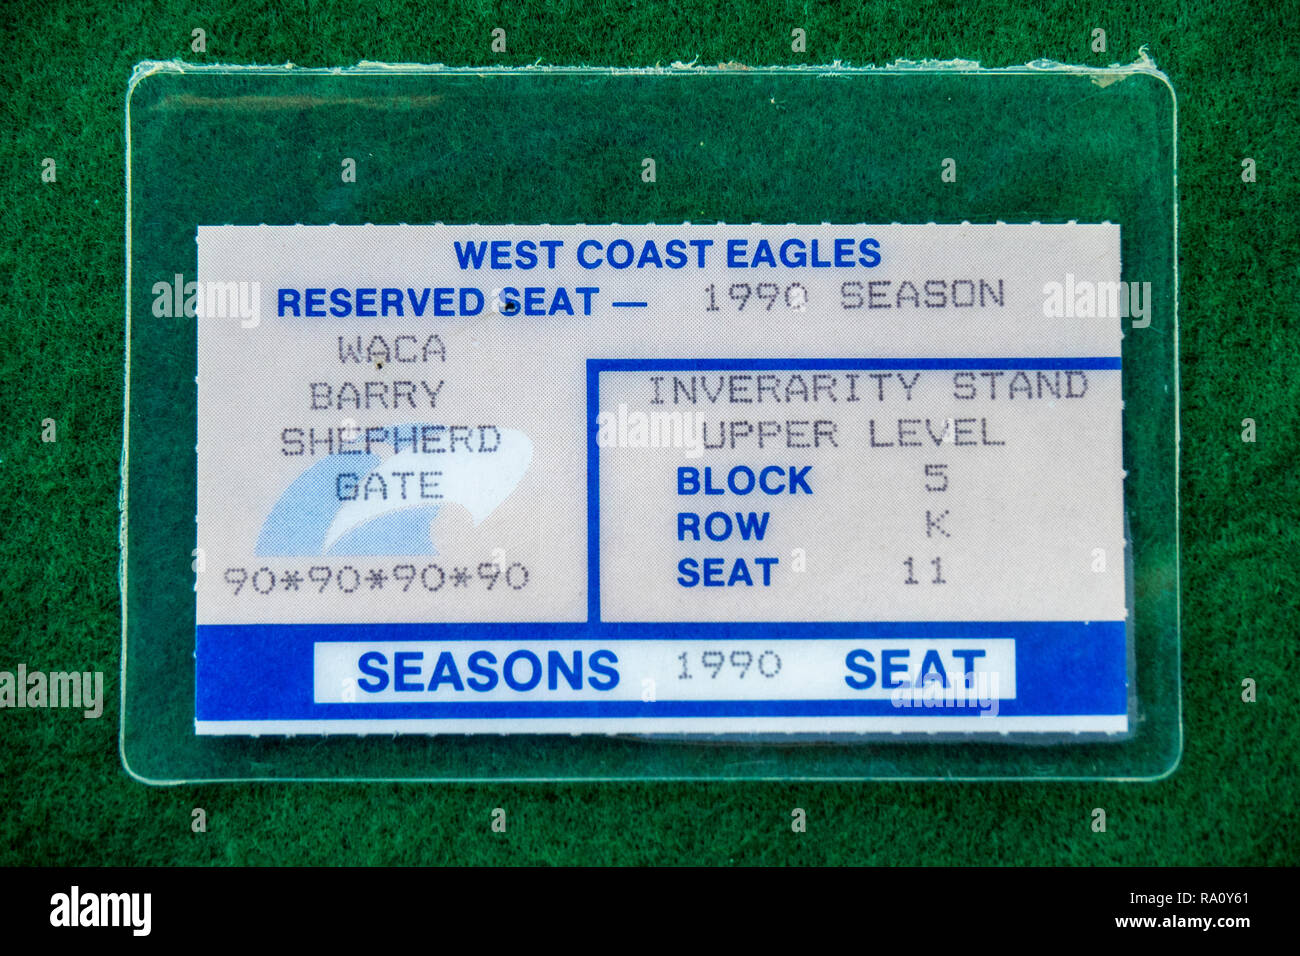 WEST COAST EAGLES
RESERVED SEAT — 1990 SEASON
WACA
BARRY
SHEPHERD
GATE
90*90*90*90
INVERARITY STAND
UPPER LEVEL
BLOCK 5
ROW K
SEAT 11
SEASONS 1990 SEAT
alamy
alamy
Image ID: RA0Y61
www.alamy.com